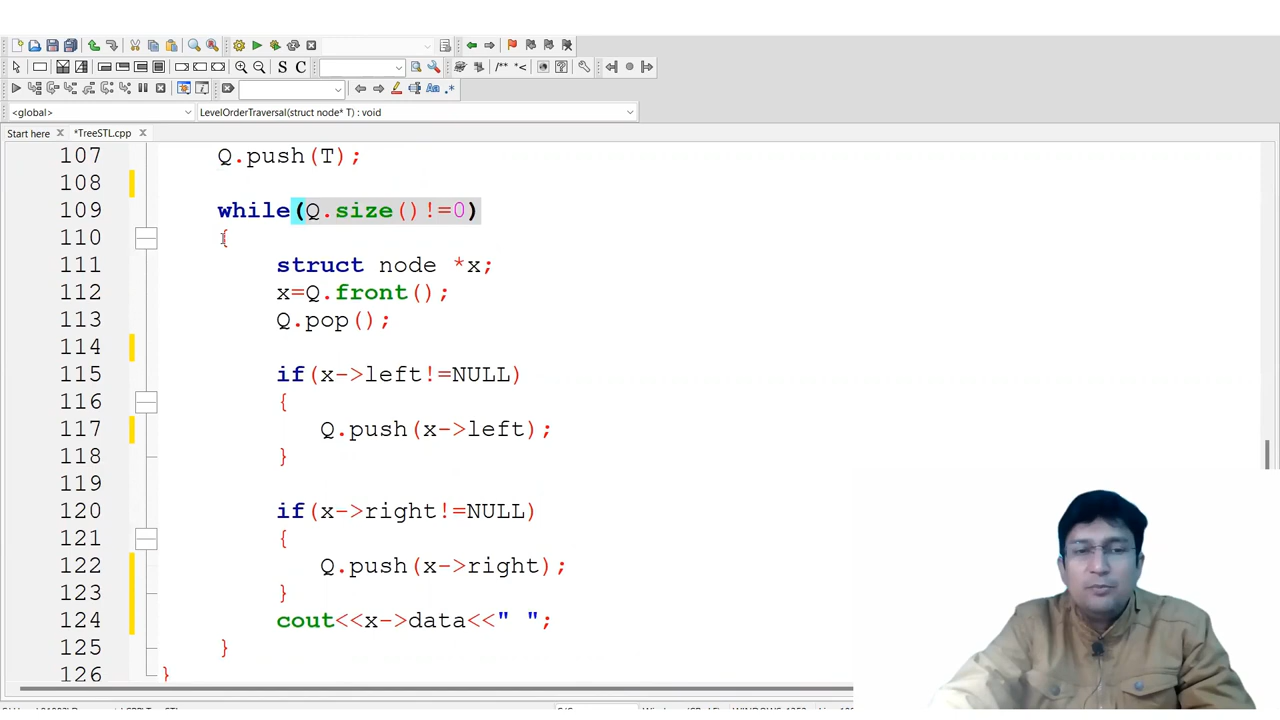 /** *<
S C
Aa .*
<global>
LevelOrderTraversal(struct node* T) : void
Start here
*TreeSTL.cpp
107 Q.push(T);
108
109 while(Q.size()!=0)
110 {
111 struct node *x;
112 x=Q.front();
113 Q.pop();
114
115 if(x->left!=NULL)
116 {
117 Q.push(x->left);
118 }
119
120 if(x->right!=NULL)
121 {
122 Q.push(x->right);
123 }
124 cout<<x->data<<" ";
125 }
126 }